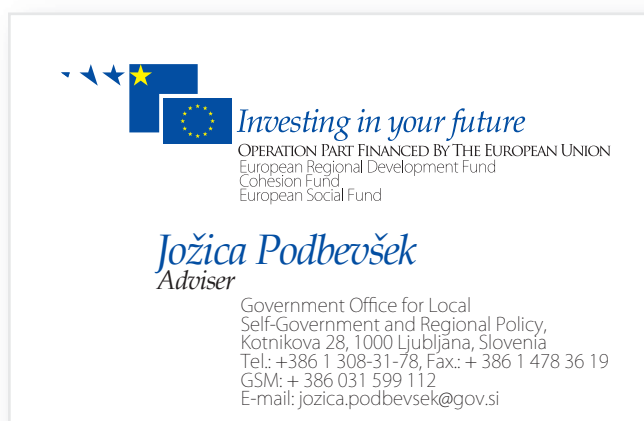 Investing in your future
OPERATION PART FINANCED BY THE EUROPEAN UNION
European Regional Development Fund
Cohesion Fund
European Social Fund
Jožica Podbevšek
Adviser
Government Office for Local
Self-Government and Regional Policy,
Kotnikova 28, 1000 Ljubljana, Slovenia
Tel.: +386 1 308-31-78, Fax.: + 386 1 478 36 19
GSM: + 386 031 599 112
E-mail: jozica.podbevsek@gov.si